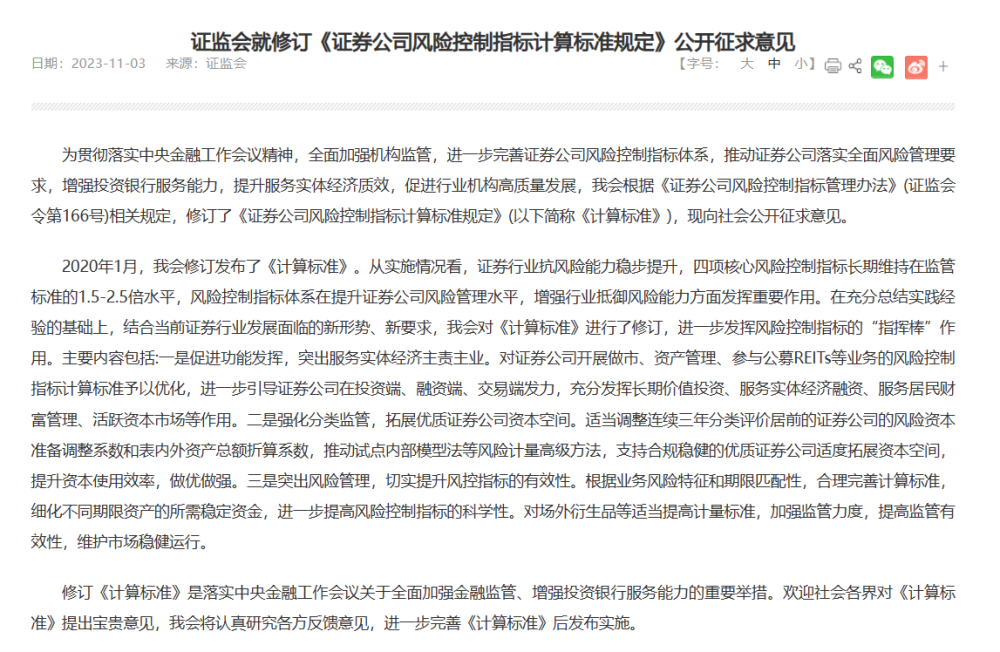 证监会就修订《证券公司风险控制指标计算标准规定》公开征求意见
日期：2023-11-03 来源：证监会 【字号： 大 中 小】
为贯彻落实中央金融工作会议精神，全面加强机构监管，进一步完善证券公司风险控制指标体系，推动证券公司落实全面风险管理要
求，增强投资银行服务能力，提升服务实体经济质效，促进行业机构高质量发展，我会根据《证券公司风险控制指标管理办法》(证监会
令第166号)相关规定，修订了《证券公司风险控制指标计算标准规定》(以下简称《计算标准》)，现向社会公开征求意见。
2020年1月，我会修订发布了《计算标准》。从实施情况看，证券行业抗风险能力稳步提升，四项核心风险控制指标长期维持在监管
标准的1.5-2.5倍水平，风险控制指标体系在提升证券公司风险管理水平，增强行业抵御风险能力方面发挥重要作用。在充分总结实践经
验的基础上，结合当前证券行业发展面临的新形势、新要求，我会对《计算标准》进行了修订，进一步发挥风险控制指标的“指挥棒”作
用。主要内容包括:一是促进功能发挥，突出服务实体经济主责主业。对证券公司开展做市、资产管理、参与公募REITs等业务的风险控制
指标计算标准予以优化，进一步引导证券公司在投资端、融资端、交易端发力，充分发挥长期价值投资、服务实体经济融资、服务居民财
富管理、活跃资本市场等作用。二是强化分类监管，拓展优质证券公司资本空间。适当调整连续三年分类评价居前的证券公司的风险资本
准备调整系数和表内外资产总额折算系数，推动试点内部模型法等风险计量高级方法，支持合规稳健的优质证券公司适度拓展资本空间，
提升资本使用效率，做优做强。三是突出风险管理，切实提升风控指标的有效性。根据业务风险特征和期限匹配性，合理完善计算标准，
细化不同期限资产的所需稳定资金，进一步提高风险控制指标的科学性。对场外衍生品等适当提高计量标准，加强监管力度，提高监管有
效性，维护市场稳健运行。
修订《计算标准》是落实中央金融工作会议关于全面加强金融监管、增强投资银行服务能力的重要举措。欢迎社会各界对《计算标
准》提出宝贵意见，我会将认真研究各方反馈意见，进一步完善《计算标准》后发布实施。